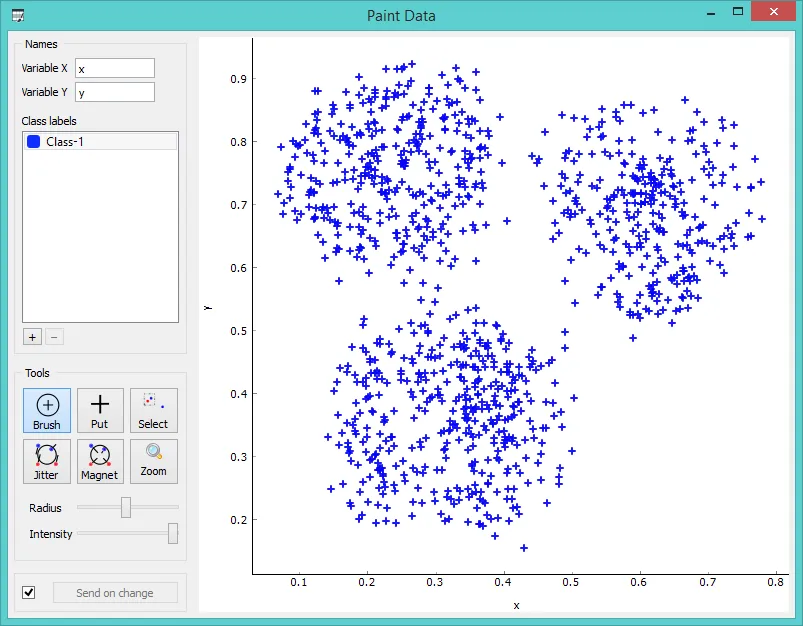 Paint Data
Names
Variable X x
Variable Y y
Class labels
Class-1
+ −
Tools
Brush Put Select
Jitter Magnet Zoom
Radius
Intensity
Send on change
y
0.9
0.8
0.7
0.6
0.5
0.4
0.3
0.2
0.1 0.2 0.3 0.4 0.5 0.6 0.7 0.8
x